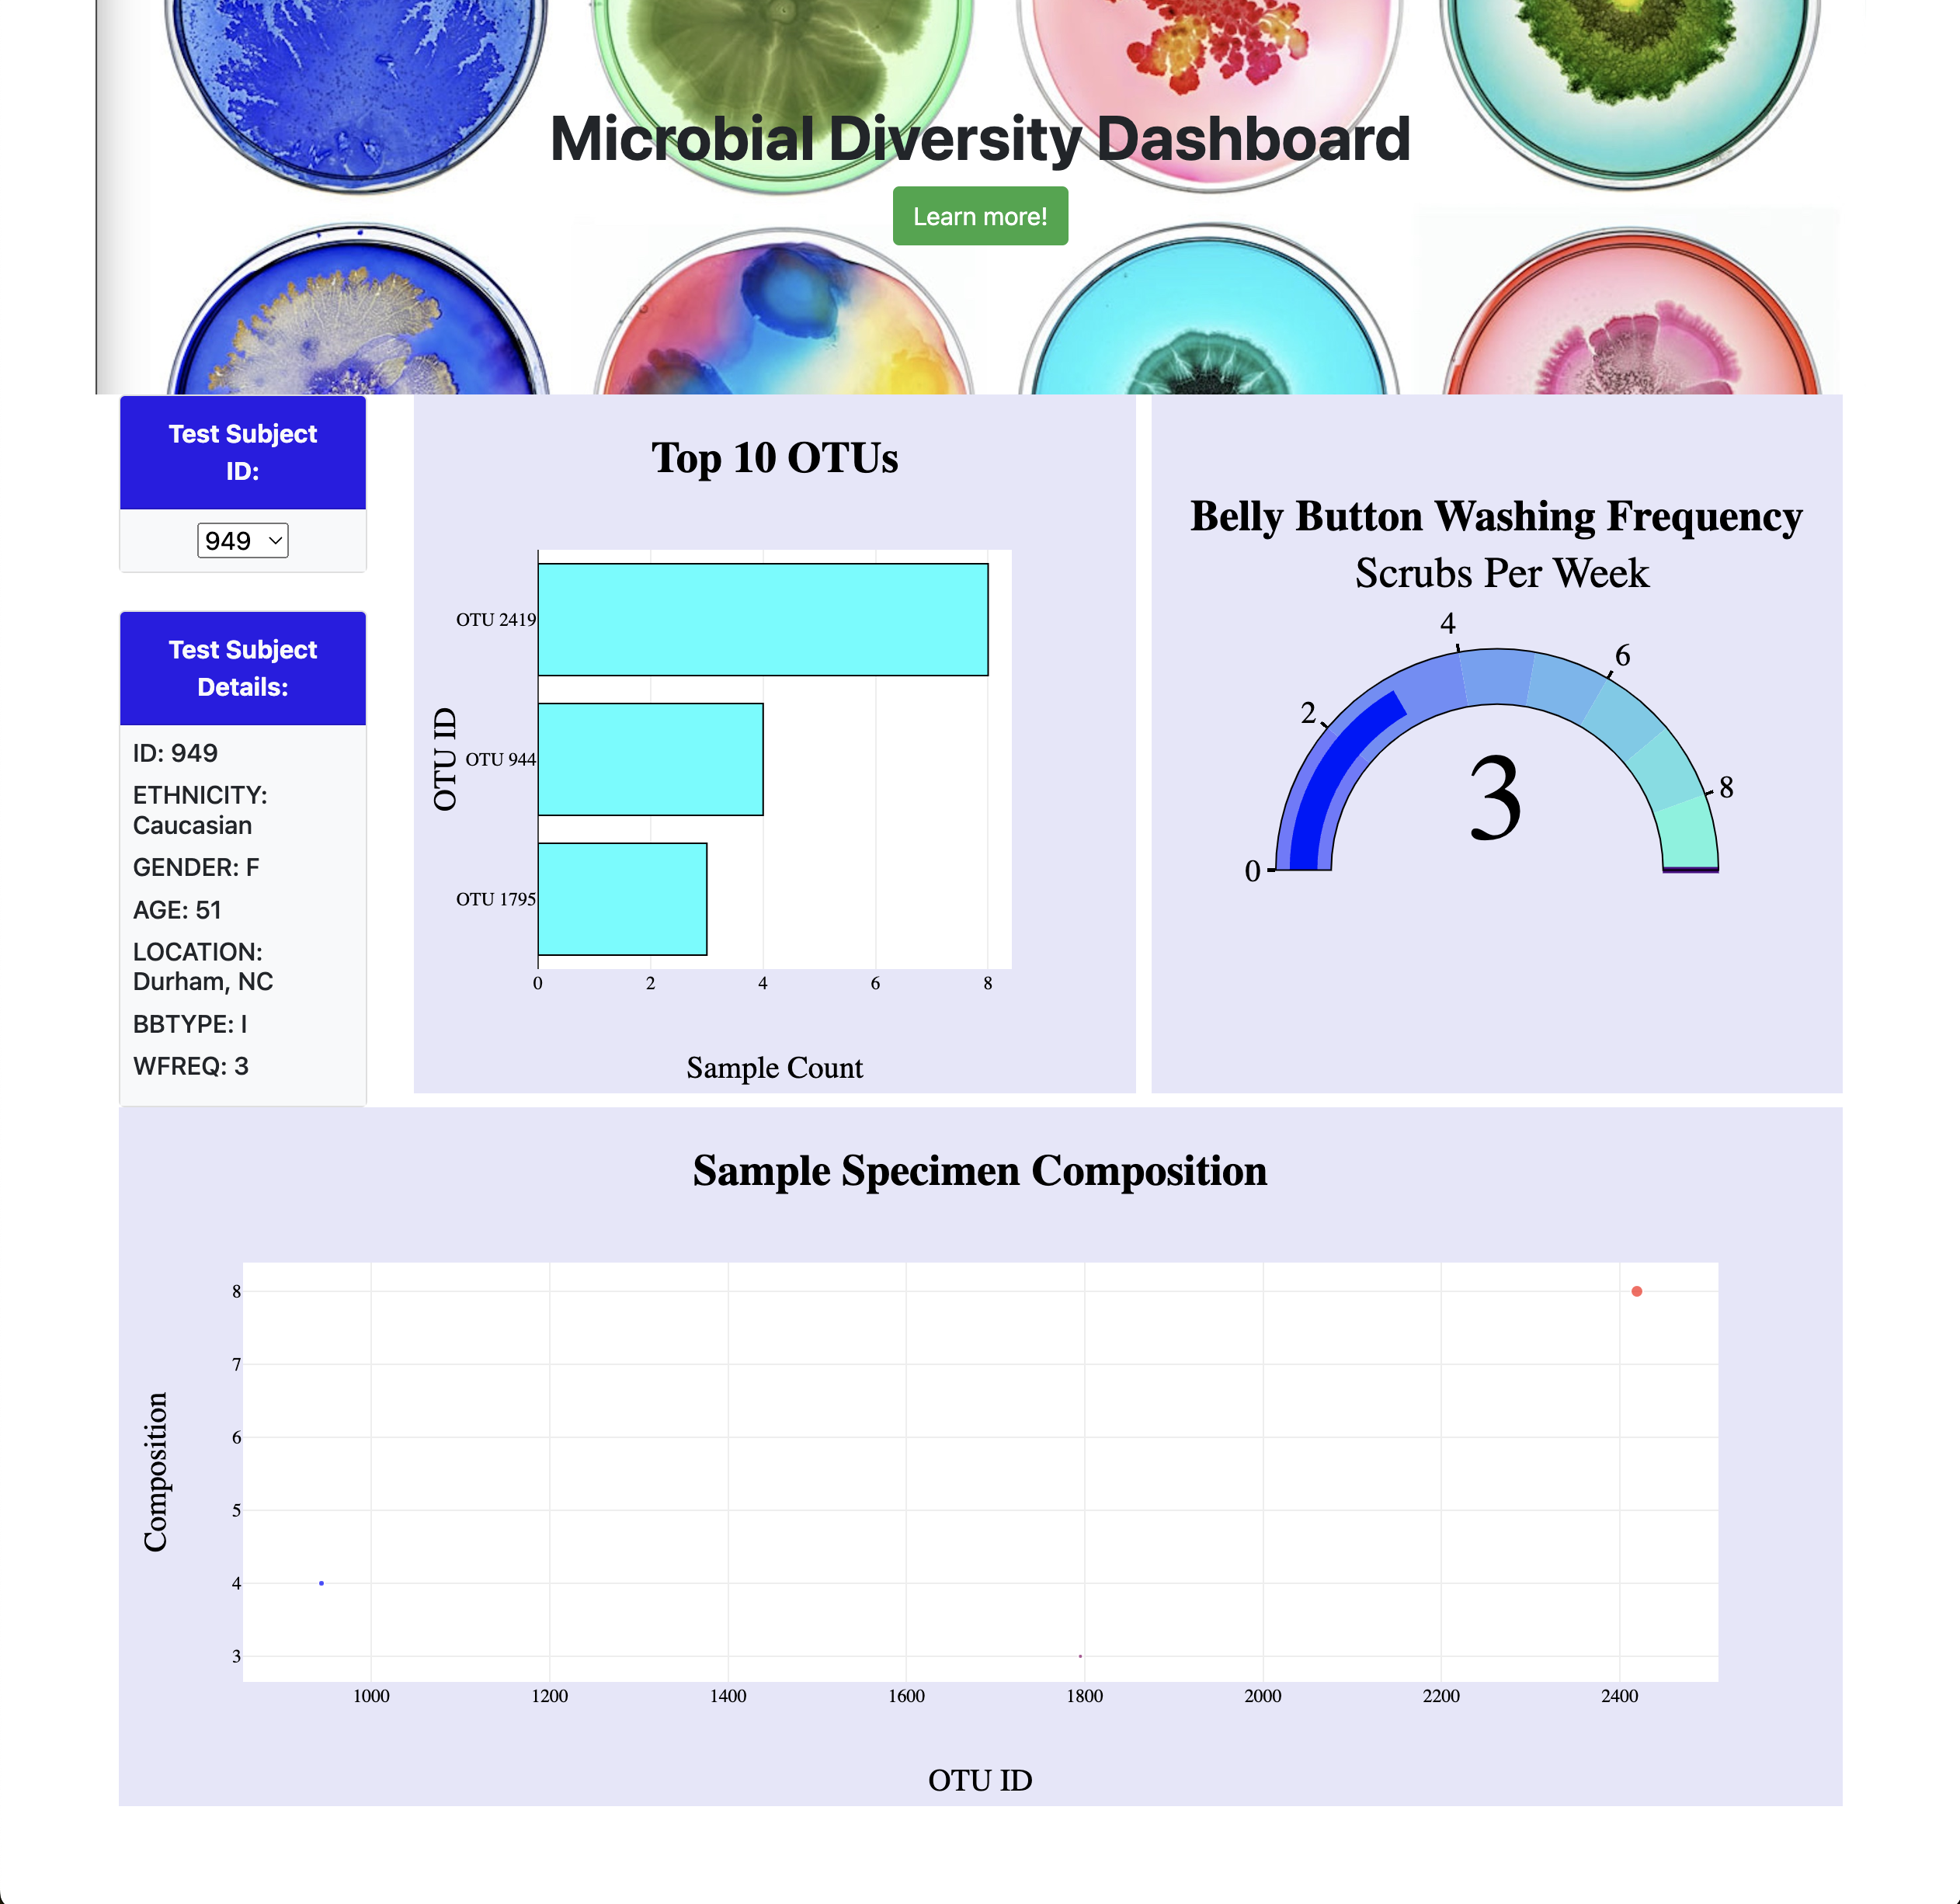 Microbial Diversity Dashboard
Learn more!
Test Subject
ID:
949
Test Subject
Details:
ID: 949
ETHNICITY:
Caucasian
GENDER: F
AGE: 51
LOCATION:
Durham, NC
BBTYPE: I
WFREQ: 3
Top 10 OTUs
OTU ID
OTU 2419
OTU 944
OTU 1795
0 2 4 6 8
Sample Count
Belly Button Washing Frequency
Scrubs Per Week
0
2
4
6
8
3
Sample Specimen Composition
Composition
8
7
6
5
4
3
1000 1200 1400 1600 1800 2000 2200 2400
OTU ID